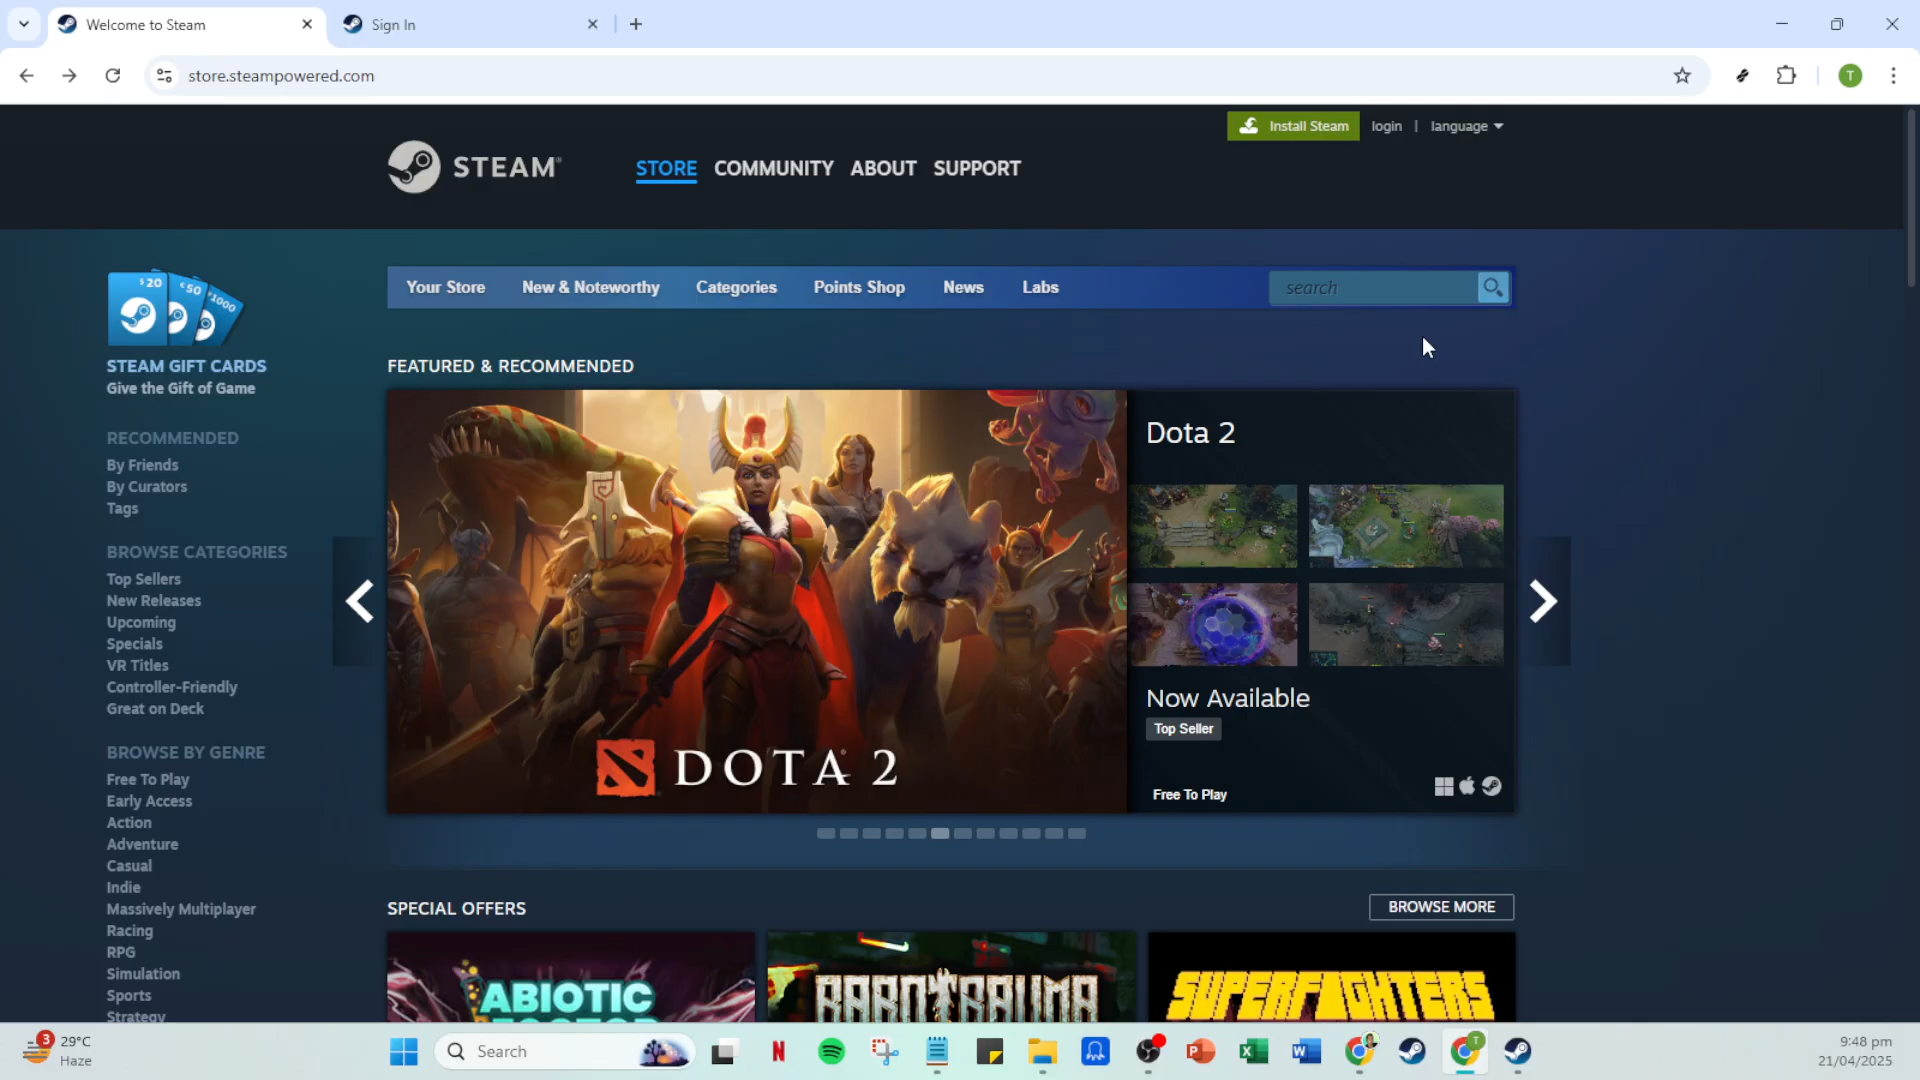 Welcome to Steam
Sign In
store.steampowered.com
T
Install Steam
login | language
STEAM®
STORE COMMUNITY ABOUT SUPPORT
Your Store New & Noteworthy Categories Points Shop News Labs
search
$20
€50
STEAM GIFT CARDS
Give the Gift of Game
RECOMMENDED
By Friends
By Curators
Tags
BROWSE CATEGORIES
Top Sellers
New Releases
Upcoming
Specials
VR Titles
Controller-Friendly
Great on Deck
BROWSE BY GENRE
Free To Play
Early Access
Action
Adventure
Casual
Indie
Massively Multiplayer
Racing
RPG
Simulation
Sports
Strategy
FEATURED & RECOMMENDED
DOTA 2
Dota 2
Now Available
Top Seller
Free To Play
SPECIAL OFFERS
BROWSE MORE
ABIOTIC
FACTOR
BAROTRAUMA
SUPERFIGHTERS
3
29°C
Haze
Search
N
T
9:48 pm
21/04/2025